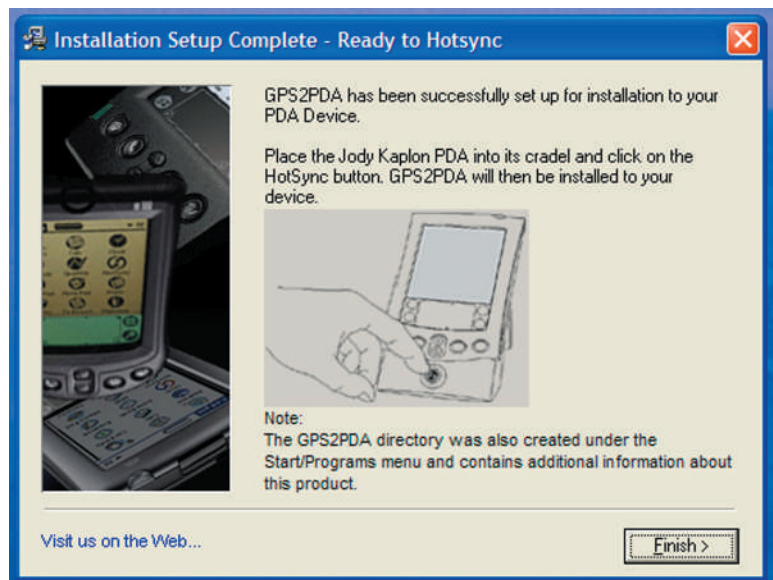 Installation Setup Complete - Ready to Hotsync
GPS2PDA has been successfully set up for installation to your
PDA Device.
Place the Jody Kaplon PDA into its cradel and click on the
HotSync button. GPS2PDA will then be installed to your
device.
Note:
The GPS2PDA directory was also created under the
Start/Programs menu and contains additional information about
this product.
Visit us on the Web...
Finish >